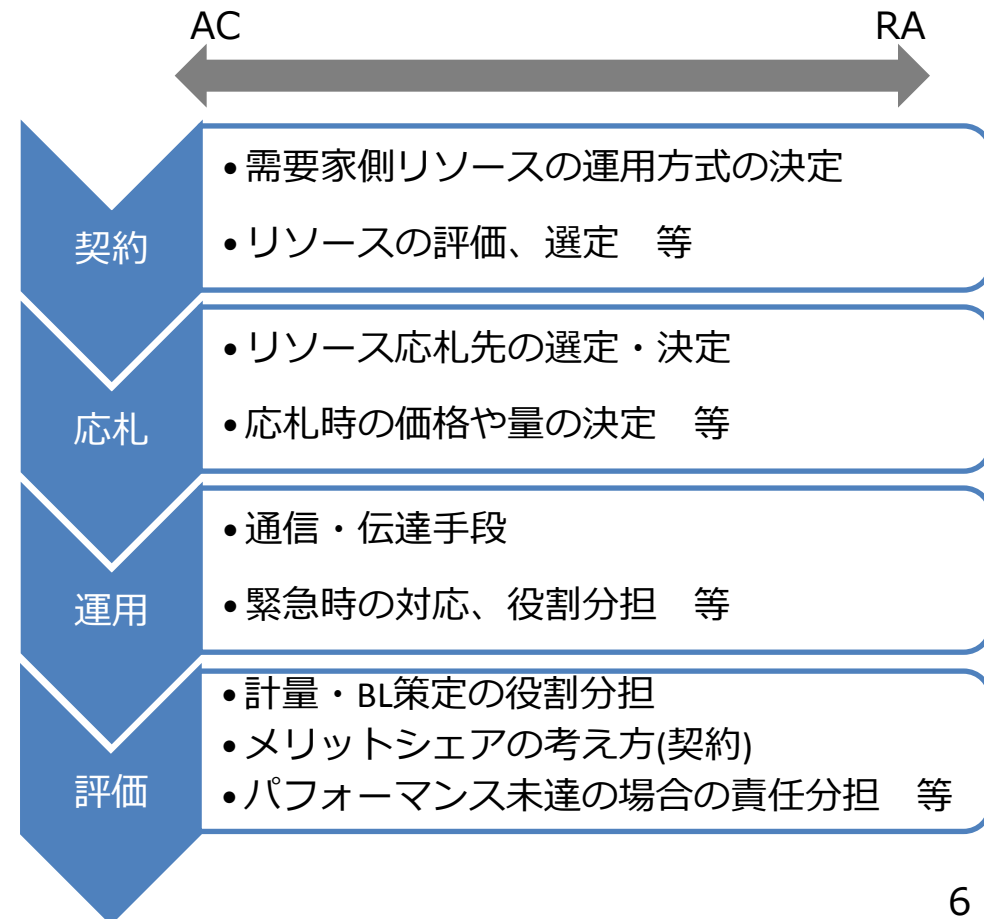 AC RA
契約
•需要家側リソースの運用方式の決定
•リソースの評価、選定　等
応札
•リソース応札先の選定・決定
•応札時の価格や量の決定　等
運用
•通信・伝達手段
•緊急時の対応、役割分担　等
評価
•計量・BL策定の役割分担
•メリットシェアの考え方(契約)
•パフォーマンス未達の場合の責任分担　等
6